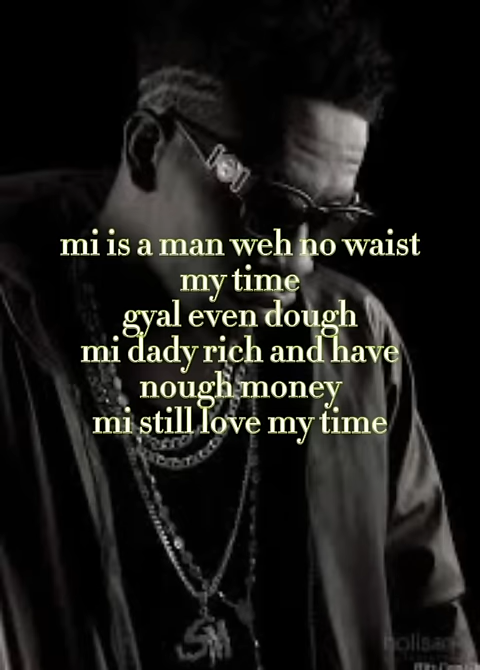 mi is a man weh no waist
my time
gyal even dough
mi dady rich and have
nough money
mi still love my time